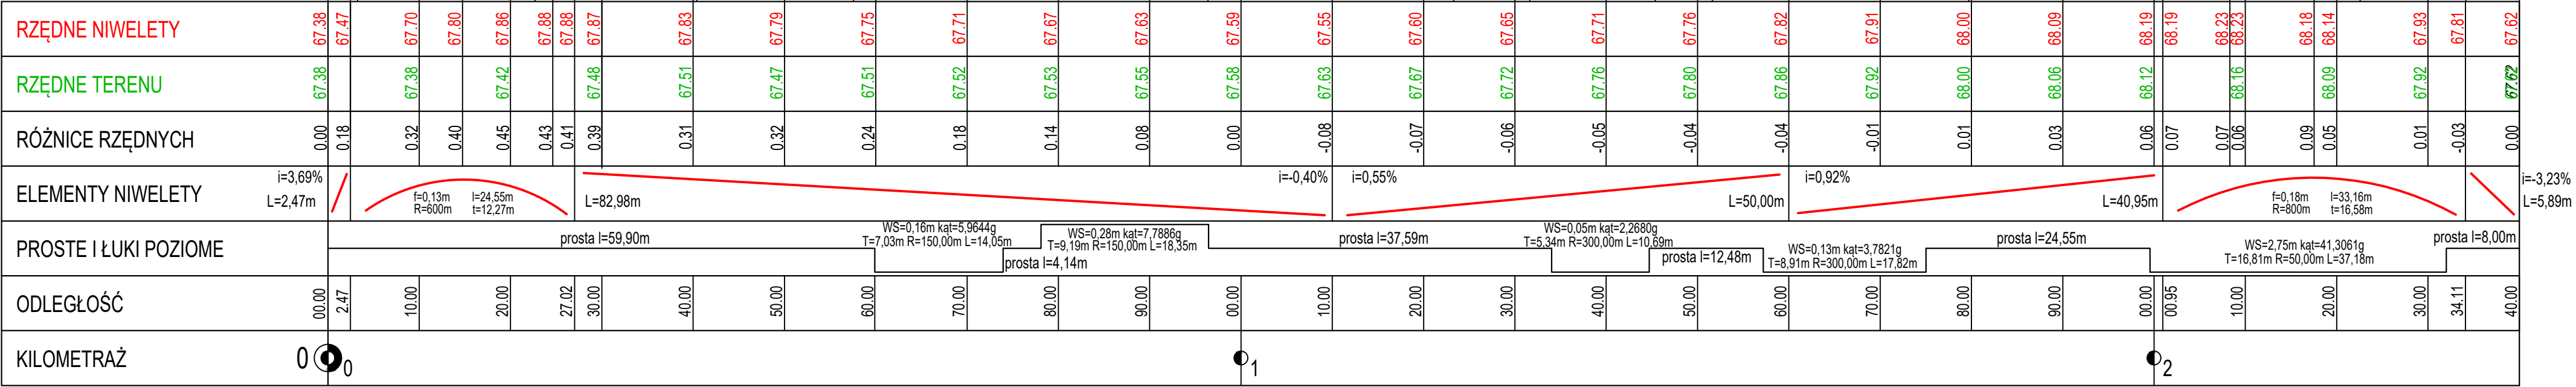 RZĘDNE NIWELETY 67.38 67.47 67.70 67.80 67.86 67.88 67.88 67.87 67.83 67.79 67.75 67.71 67.67 67.63 67.59 67.55 67.60 67.65 67.71 67.76 67.82 67.91 68.00 68.09 68.19 68.19 68.23 68.23 68.18 68.14 67.93 67.81 67.62
RZĘDNE TERENU 67.38 67.38 67.42 67.48 67.51 67.47 67.51 67.52 67.53 67.55 67.58 67.63 67.67 67.72 67.76 67.80 67.86 67.92 68.00 68.06 68.12 68.16 68.09 67.92 67.62
RÓŻNICE RZĘDNYCH 0.00 0.18 0.32 0.40 0.45 0.43 0.41 0.39 0.31 0.32 0.24 0.18 0.14 0.08 0.00 -0.08 -0.07 -0.06 -0.05 -0.04 -0.04 -0.01 0.01 0.03 0.06 0.07 0.07 0.06 0.09 0.05 0.01 -0.03 0.00
ELEMENTY NIWELETY
i=3,69%
L=2,47m
f=0,13m l=24,55m
R=600m t=12,27m
L=82,98m
i=-0,40%
i=0,55%
L=50,00m
i=0,92%
L=40,95m
f=0,18m l=33,16m
R=800m t=16,58m
i=-3,23%
L=5,89m
PROSTE I ŁUKI POZIOME
prosta l=59,90m
WS=0,16m kąt=5,9644g
T=7,03m R=150,00m L=14,05m
prosta l=4,14m
WS=0,28m kąt=7,7886g
T=9,19m R=150,00m L=18,35m
prosta l=37,59m
WS=0,05m kąt=2,2680g
T=5,34m R=300,00m L=10,69m
prosta l=12,48m
WS=0,13m kąt=3,7821g
T=8,91m R=300,00m L=17,82m
prosta l=24,55m
WS=2,75m kąt=41,3061g
T=16,81m R=50,00m L=37,18m
prosta l=8,00m
ODLEGŁOŚĆ 00.00 2.47 10.00 20.00 27.02 30.00 40.00 50.00 60.00 70.00 80.00 90.00 00.00 10.00 20.00 30.00 40.00 50.00 60.00 70.00 80.00 90.00 00.00 00.95 10.00 20.00 30.00 34.11 40.00
KILOMETRAŻ 0 0 1 2